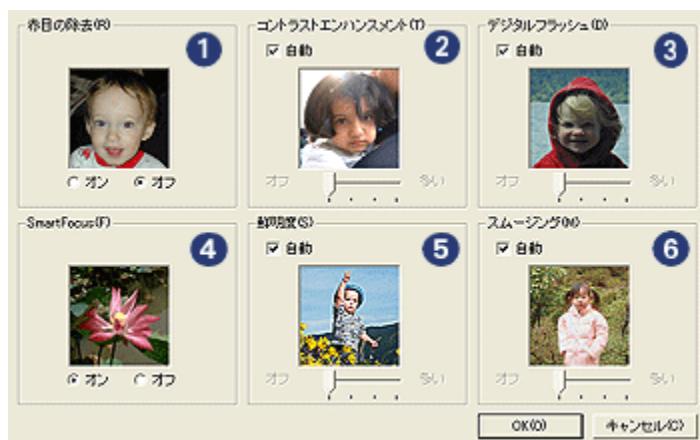 赤目の除去(R)
1
オン オフ
コントラストエンハンスメント(T)
自動
2
オフ 多い
デジタルフラッシュ(D)
自動
3
オフ 多い
SmartFocus(F)
4
オン オフ
鮮明度(S)
自動
5
オフ 多い
スムージング(M)
自動
6
オフ 多い
OK(O) キャンセル(C)